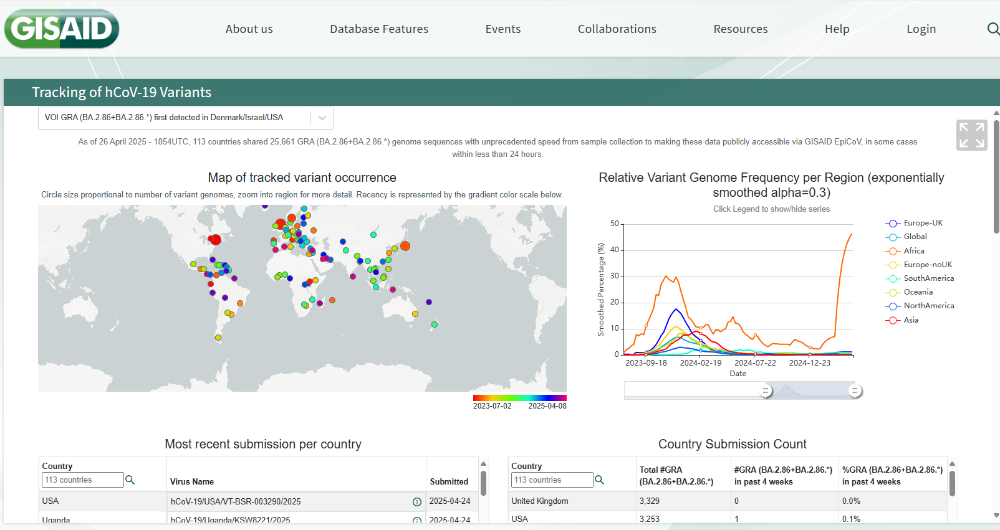 GISAID
About us
Database Features
Events
Collaborations
Resources
Help
Login
Tracking of hCoV-19 Variants
VOI GRA (BA.2.86+BA.2.86.*) first detected in Denmark/Israel/USA
As of 26 April 2025 - 1854UTC, 113 countries shared 25,661 GRA (BA.2.86+BA.2.86.*) genome sequences with unprecedented speed from sample collection to making these data publicly accessible via GISAID EpiCoV, in some cases
within less than 24 hours.
Map of tracked variant occurrence
Circle size proportional to number of variant genomes, zoom into region for more detail. Recency is represented by the gradient color scale below.
2023-07-02
2025-04-08
Relative Variant Genome Frequency per Region (exponentially
smoothed alpha=0.3)
Click Legend to show/hide series
Smoothed Percentage (%)
50
40
30
20
10
0
2023-09-18
2024-02-19
2024-07-22
2024-12-23
Date
Europe-UK
Global
Africa
Europe-noUK
SouthAmerica
Oceania
NorthAmerica
Asia
Most recent submission per country
Country
113 countries
Virus Name
Submitted
USA
hCoV-19/USA/VT-BSR-003290/2025
2025-04-24
Uganda
hCoV-19/Uganda/KSW8221/2025
2025-04-24
Country Submission Count
Country
113 countries
Total #GRA
(BA.2.86+BA.2.86.*)
#GRA (BA.2.86+BA.2.86.*)
in past 4 weeks
%GRA (BA.2.86+BA.2.86.*)
in past 4 weeks
United Kingdom
3,329
0
0.0%
USA
3,253
1
0.1%